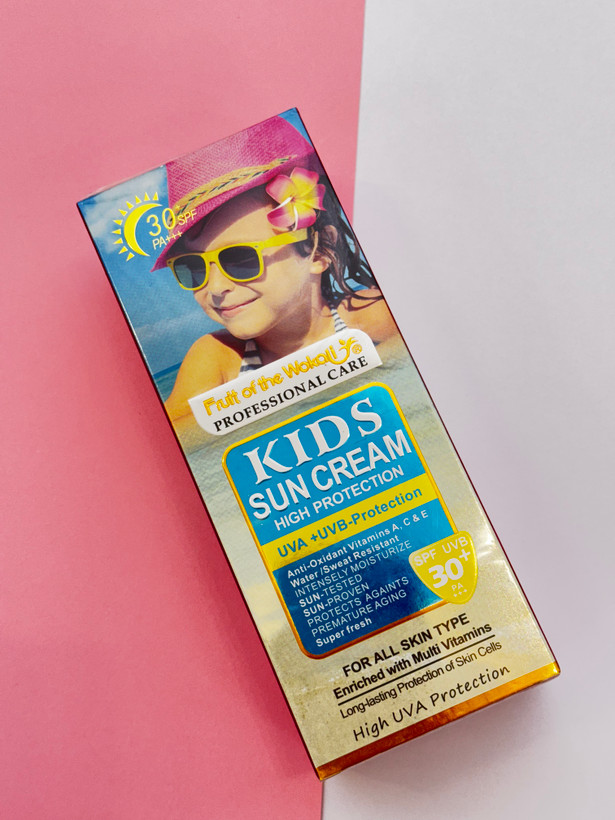 30+ SPF
PA+++
Fruit of the Wokali ®
PROFESSIONAL CARE
KIDS
SUN CREAM
HIGH PROTECTION
UVA +UVB-Protection
Anti-Oxidant Vitamins A, C & E
Water /Sweat Resistant
INTENSELY MOISTURIZE
SUN-TESTED
SUN-PROVEN
PROTECTS AGAINTS
PREMATURE AGING
Super fresh
SPF UVB
30+
PA
+++
FOR ALL SKIN TYPE
Enriched with Multi Vitamins
Long-lasting Protection of Skin Cells
High UVA Protection